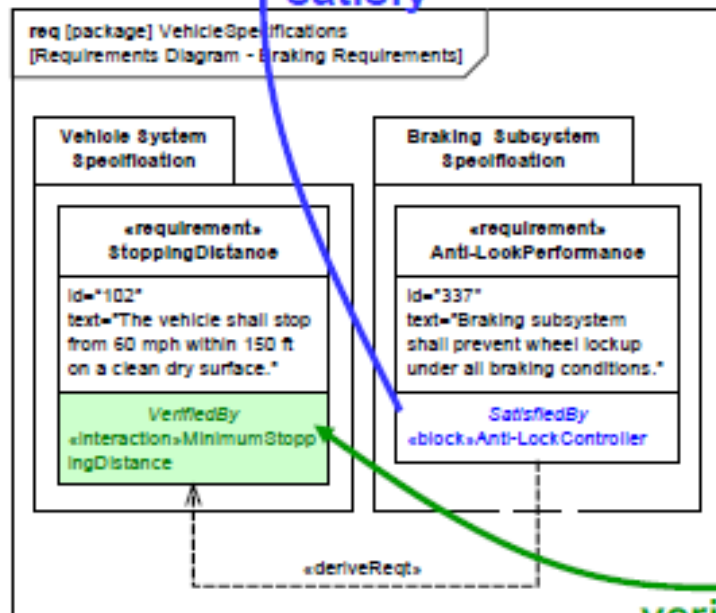 satisfy
req [package] VehicleSpecifications
[Requirements Diagram - Braking Requirements]
Vehicle System
Specification
«requirement»
StoppingDistance
id="102"
text="The vehicle shall stop
from 60 mph within 150 ft
on a clean dry surface."
VerifiedBy
«interaction»MinimumStopp
ingDistance
Braking Subsystem
Specification
«requirement»
Anti-LockPerformance
id="337"
text="Braking subsystem
shall prevent wheel lockup
under all braking conditions."
SatisfiedBy
«block»Anti-LockController
«deriveReqt»